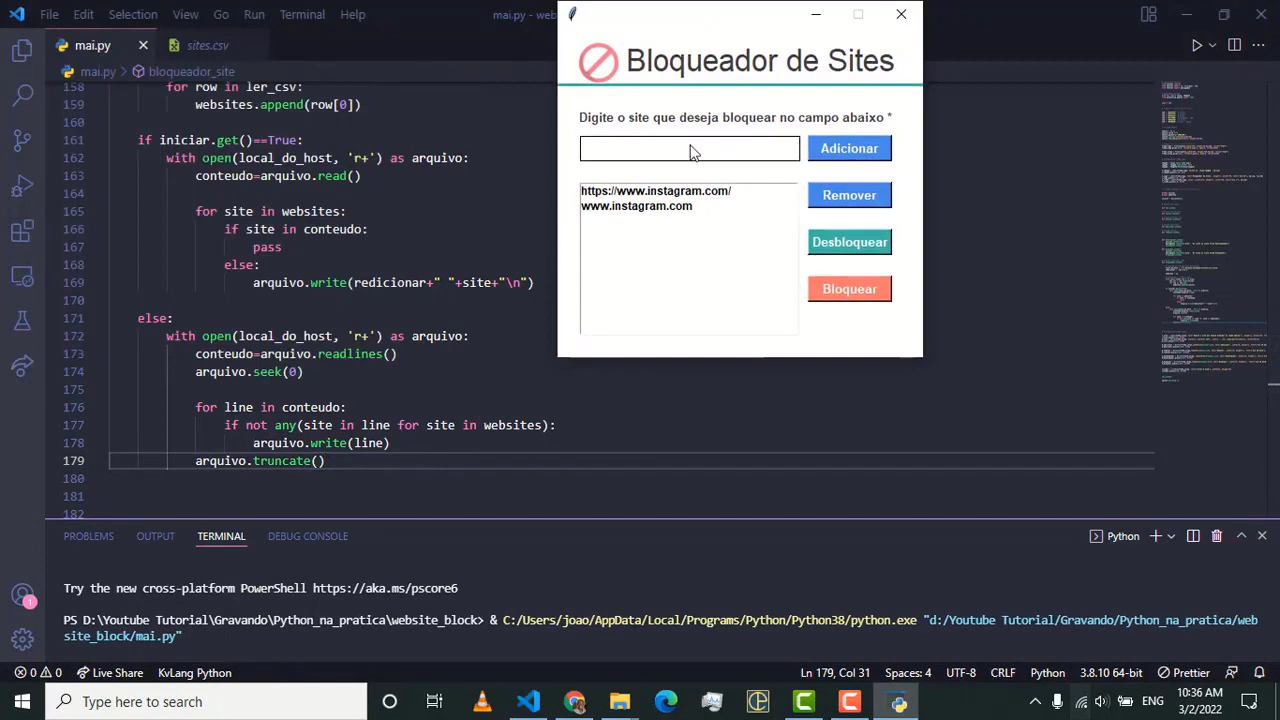 File Edit Selection View Go Run Terminal Help
mai.py - web
mai.py sites.csv
mai.py > bloqueador_site
158 for row in ler_csv:
159 websites.append(row[0])
160
161 if iniciar.get()==True:
162 with open(local_do_host, 'r+') as arquivo:
163 conteudo=arquivo.read()
164
165 for site in websites:
166 if site in conteudo:
167 pass
168 else:
169 arquivo.write(redicionar+" "+site+"\n")
170
171 else:
172 with open(local_do_host, 'r+') as arquivo:
173 conteudo=arquivo.readlines()
174 arquivo.seek(0)
175
176 for line in conteudo:
177 if not any(site in line for site in websites):
178 arquivo.write(line)
179 arquivo.truncate()
180
181
182
Bloqueador de Sites
Digite o site que deseja bloquear no campo abaixo *
Adicionar
https://www.instagram.com/
www.instagram.com
Remover
Desbloquear
Bloquear
PROBLEMS OUTPUT TERMINAL DEBUG CONSOLE
Python
Try the new cross-platform PowerShell https://aka.ms/pscore6
PS D:\Youtube Tutorial\Gravando\Python_na_pratica\website_block> & C:/Users/joao/AppData/Local/Programs/Python/Python38/python.exe "d:/Youtube Tutorial/Gravando/Python_na_pratica/web
site_block/mai.py"
1
0 0 Live Share KvLang Python Ln 179, Col 31 Spaces: 4 UTF-8 CRLF Python 3.8.10 64-bit Prettier
Type here to search
ENG
10:36 AM
3/2/2022